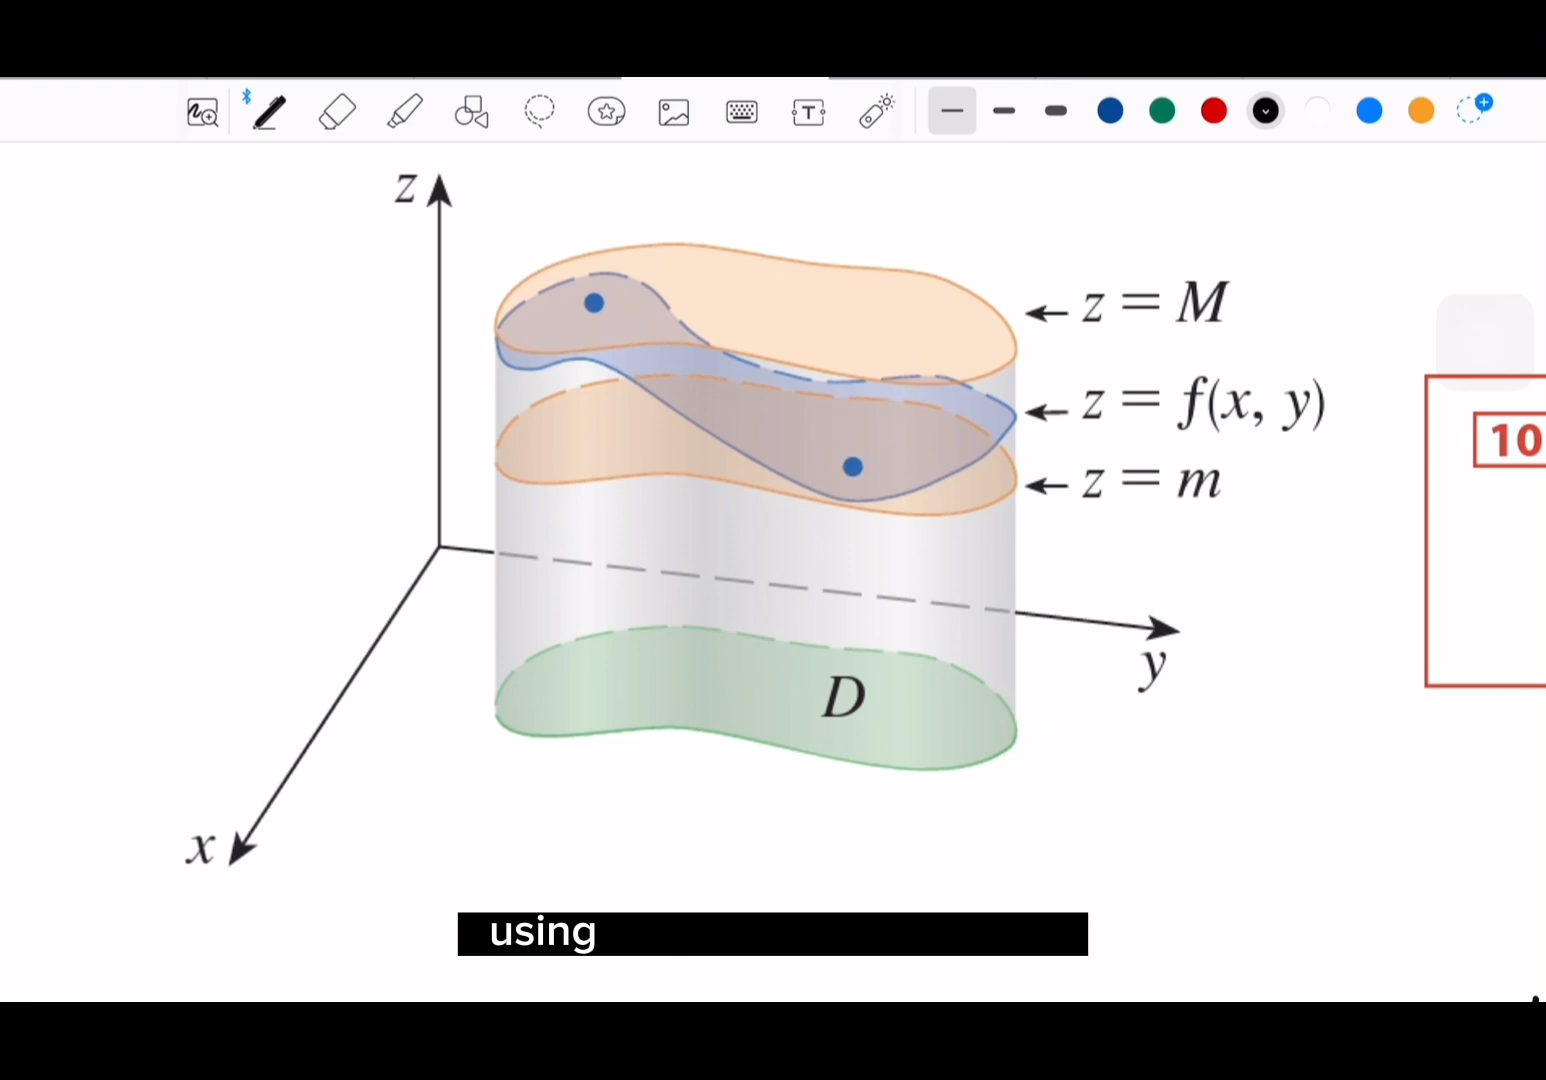 z
z = M
z = f(x, y)
10
z = m
y
D
x
using